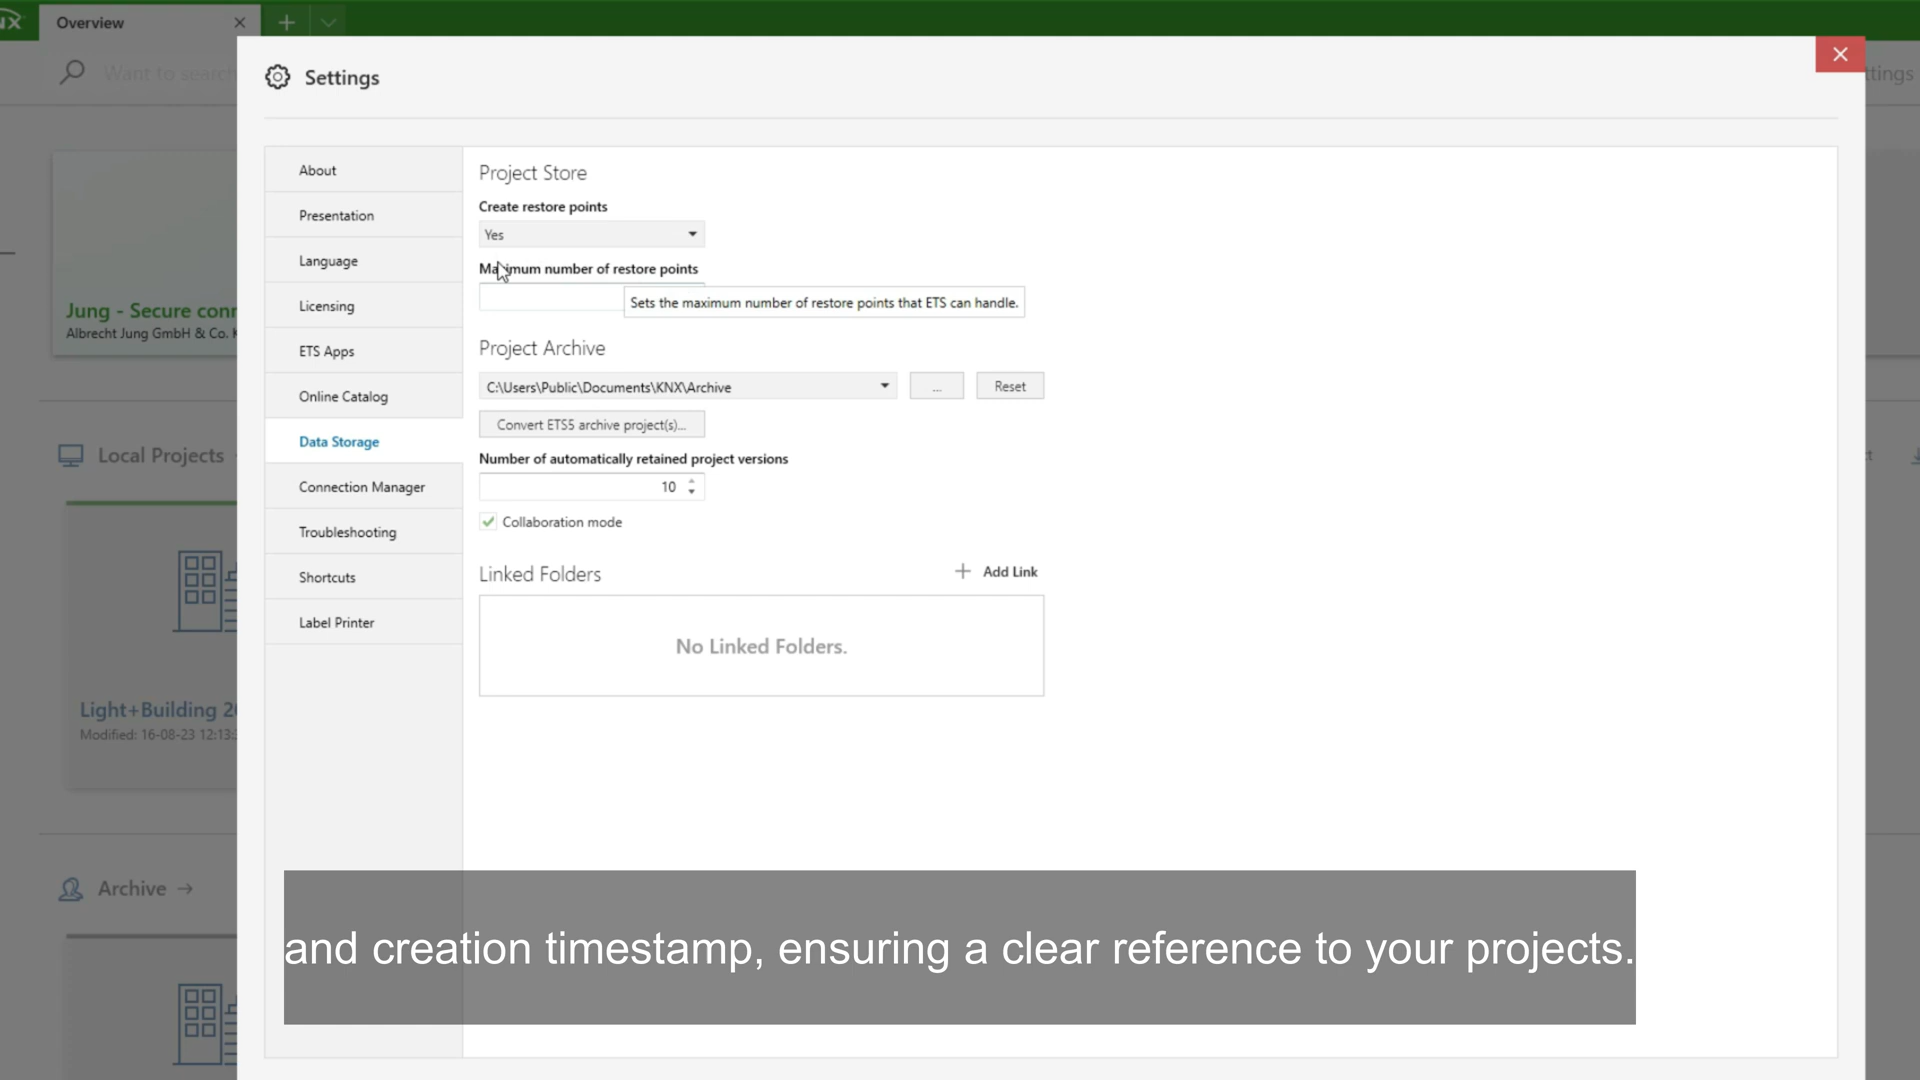 Overview
Want to search
Settings
ttings
About
Presentation
Language
Licensing
ETS Apps
Online Catalog
Data Storage
Connection Manager
Troubleshooting
Shortcuts
Label Printer
Project Store
Create restore points
Yes
Maximum number of restore points
Sets the maximum number of restore points that ETS can handle.
Project Archive
C:\Users\Public\Documents\KNX\Archive
...
Reset
Convert ETS5 archive project(s)...
Number of automatically retained project versions
10
Collaboration mode
Linked Folders
Add Link
No Linked Folders.
Jung - Secure conn
Albrecht Jung GmbH & Co. K
Local Projects
Light+Building 20
Modified: 16-08-23 12:13:
Archive
and creation timestamp, ensuring a clear reference to your projects.